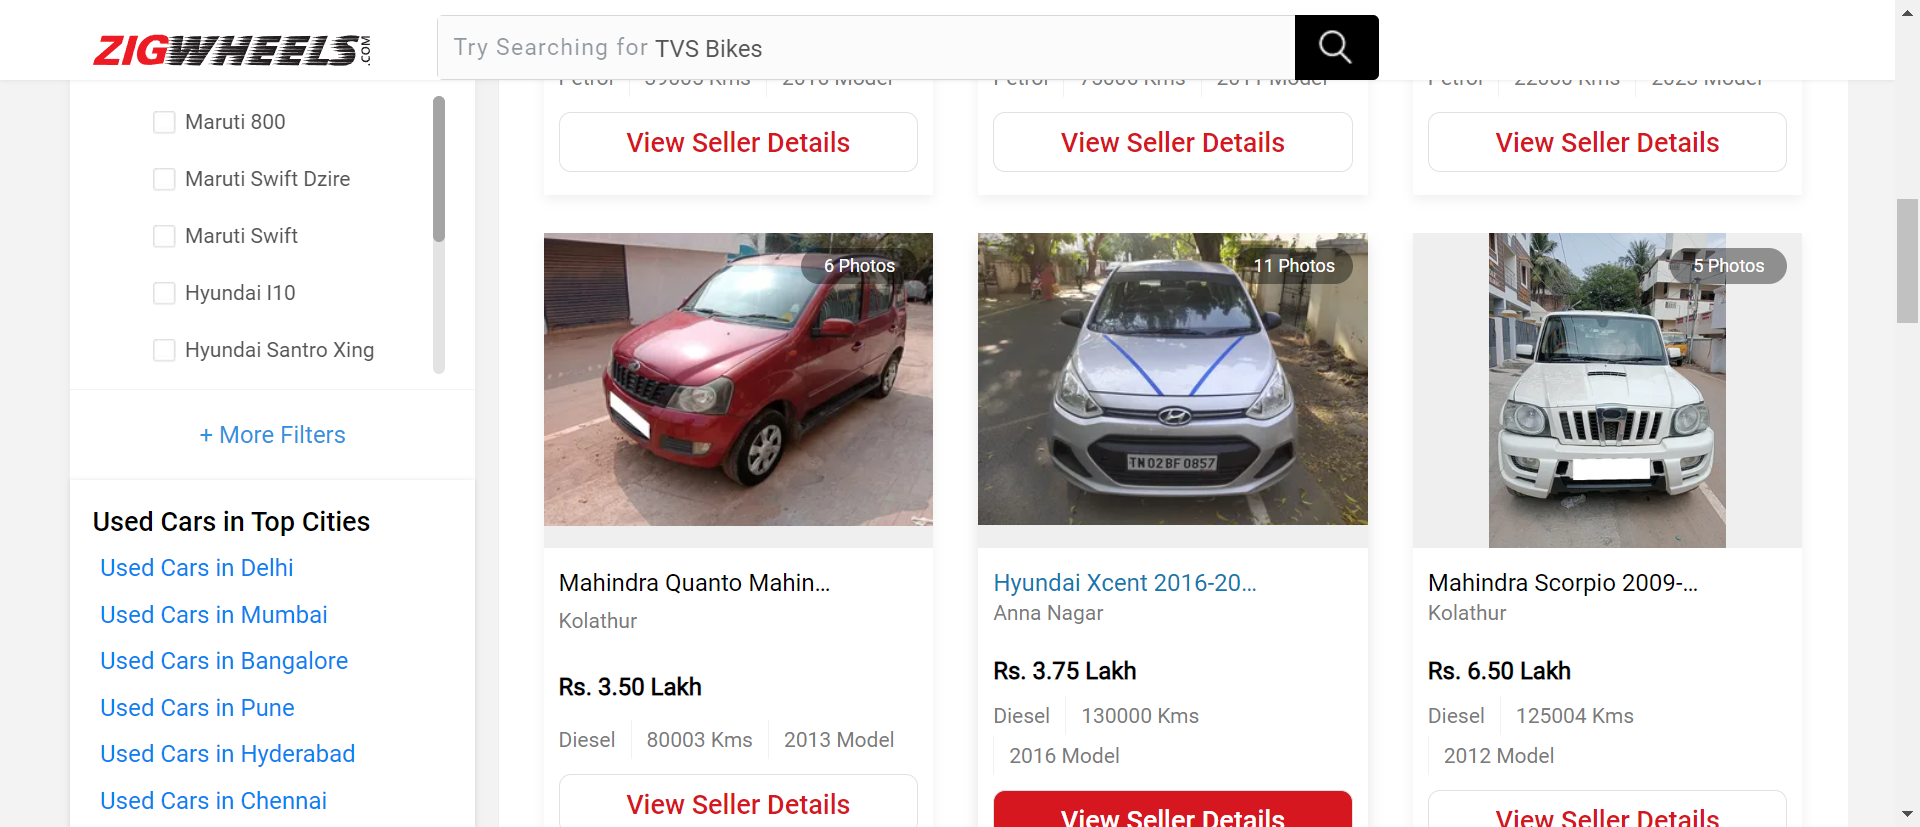 ZIGWHEELS.COM
Try Searching for TVS Bikes
Maruti 800
Maruti Swift Dzire
Maruti Swift
Hyundai I10
Hyundai Santro Xing
+ More Filters
Used Cars in Top Cities
Used Cars in Delhi
Used Cars in Mumbai
Used Cars in Bangalore
Used Cars in Pune
Used Cars in Hyderabad
Used Cars in Chennai
Petrol
Model
View Seller Details
Petrol
Model
View Seller Details
Petrol
Model
View Seller Details
6 Photos
Mahindra Quanto Mahin...
Kolathur
Rs. 3.50 Lakh
Diesel 80003 Kms 2013 Model
View Seller Details
11 Photos
TN 02 BF 0857
Hyundai Xcent 2016-20...
Anna Nagar
Rs. 3.75 Lakh
Diesel 130000 Kms
2016 Model
View Seller Details
5 Photos
Mahindra Scorpio 2009-...
Kolathur
Rs. 6.50 Lakh
Diesel 125004 Kms
2012 Model
View Seller Details